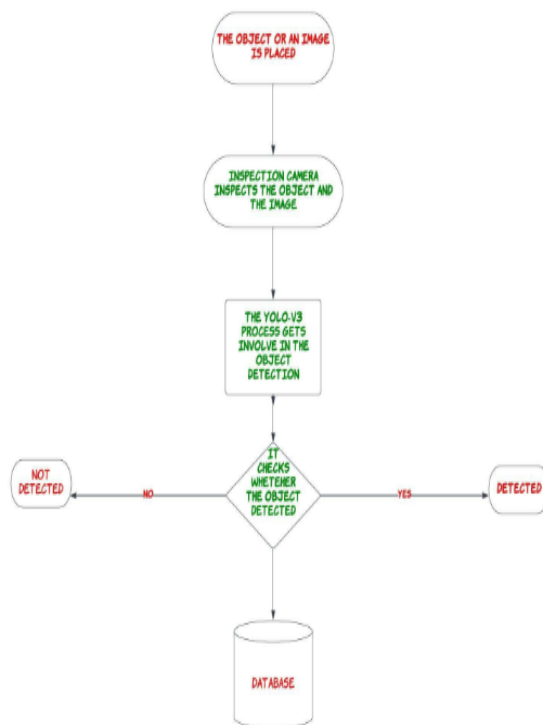 THE OBJECT OR AN IMAGE
IS PLACED
INSPECTION CAMERA
INSPECTS THE OBJECT AND
THE IMAGE
THE YOLO-V3
PROCESS GETS
INVOLVE IN THE
OBJECT
DETECTION
IT
CHECKS
WHETEHER
THE OBJECT
DETECTED
NOT
DETECTED
NO
YES
DETECTED
DATABASE